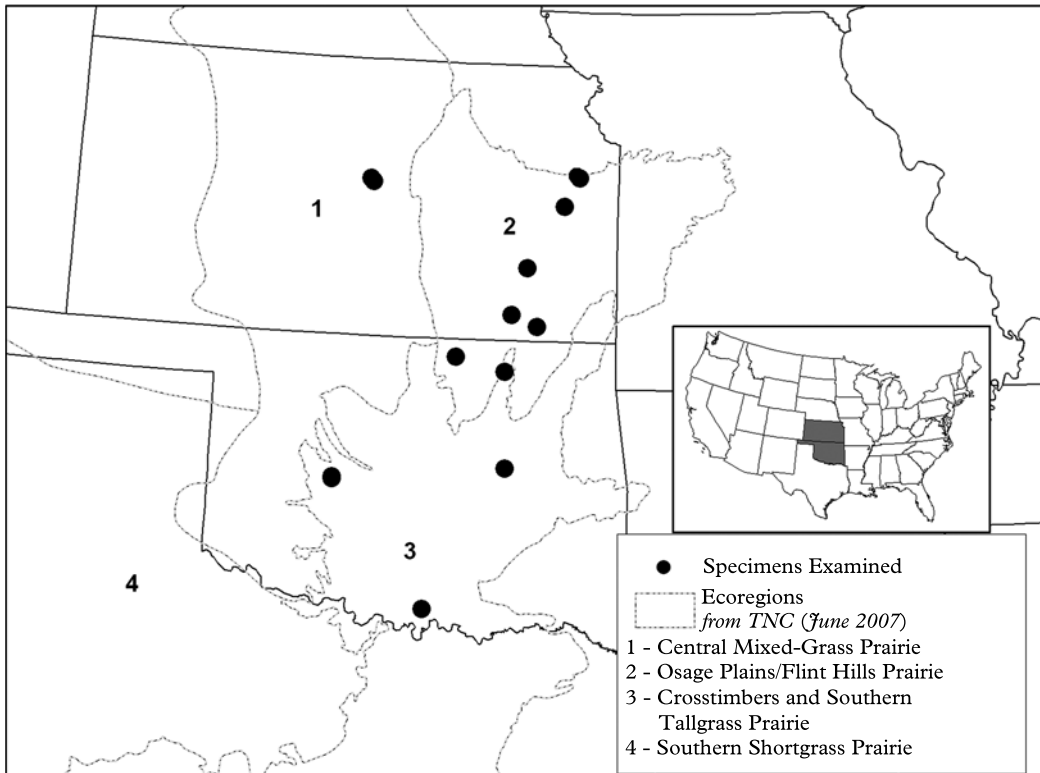 1
2
3
4
Specimens Examined
Ecoregions
from TNC (June 2007)
1 - Central Mixed-Grass Prairie
2 - Osage Plains/Flint Hills Prairie
3 - Crosstimbers and Southern
Tallgrass Prairie
4 - Southern Shortgrass Prairie